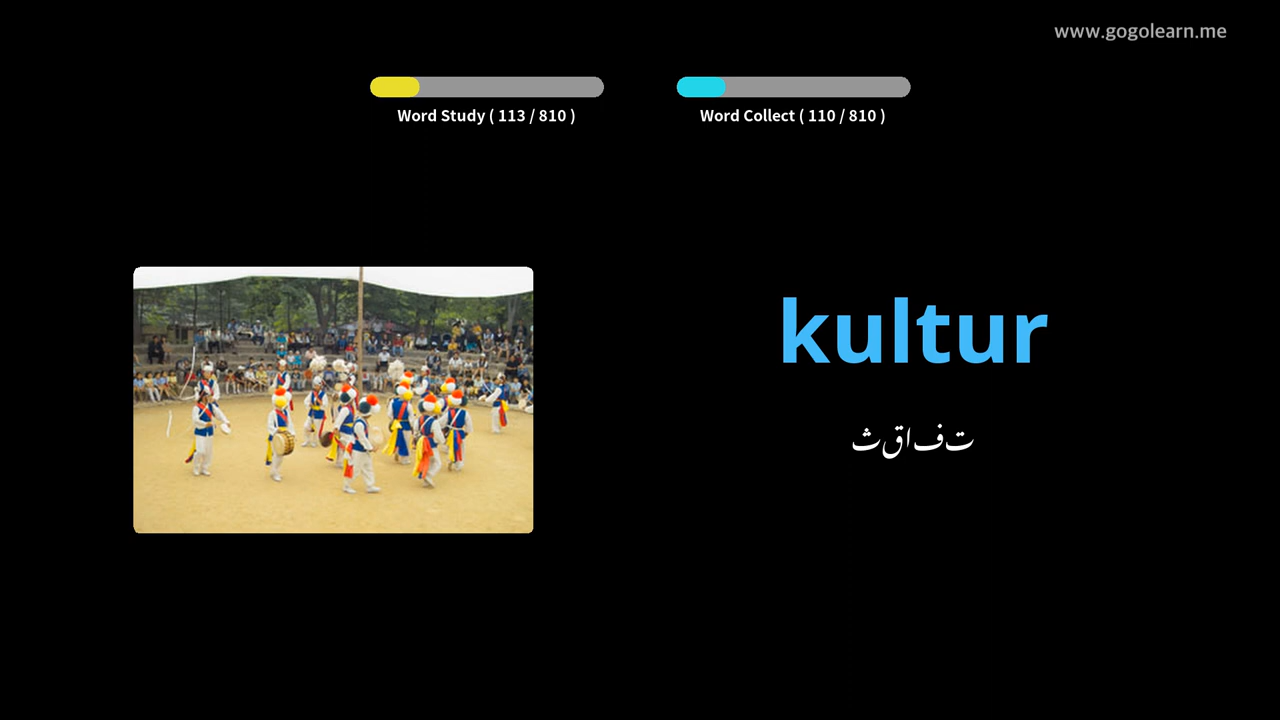 www.gogolearn.me
Word Study ( 113 / 810 )
Word Collect ( 110 / 810 )
kultur
ثقافت